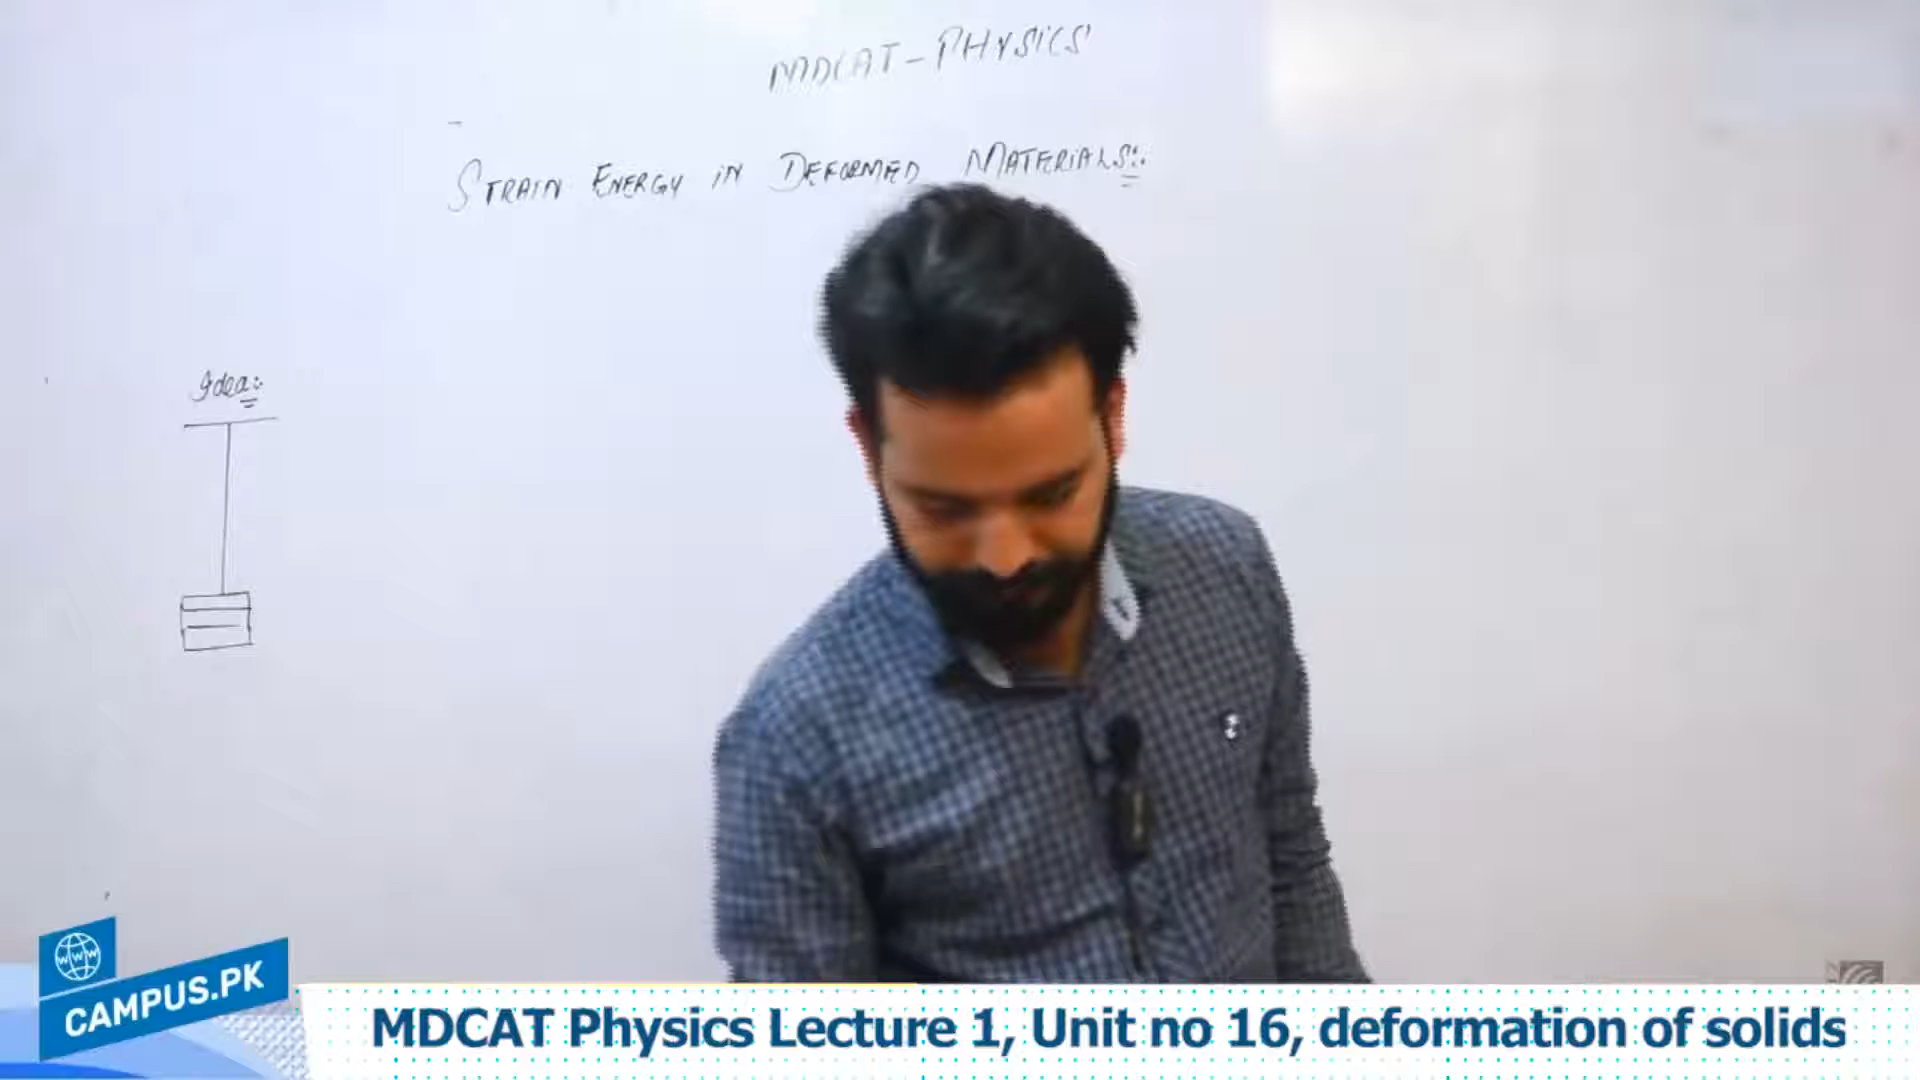 MDCAT - PHYSICS
STRAIN ENERGY IN DEFORMED MATERIALS:.
Idea:
WWW
CAMPUS.PK
MDCAT Physics Lecture 1, Unit no 16, deformation of solids